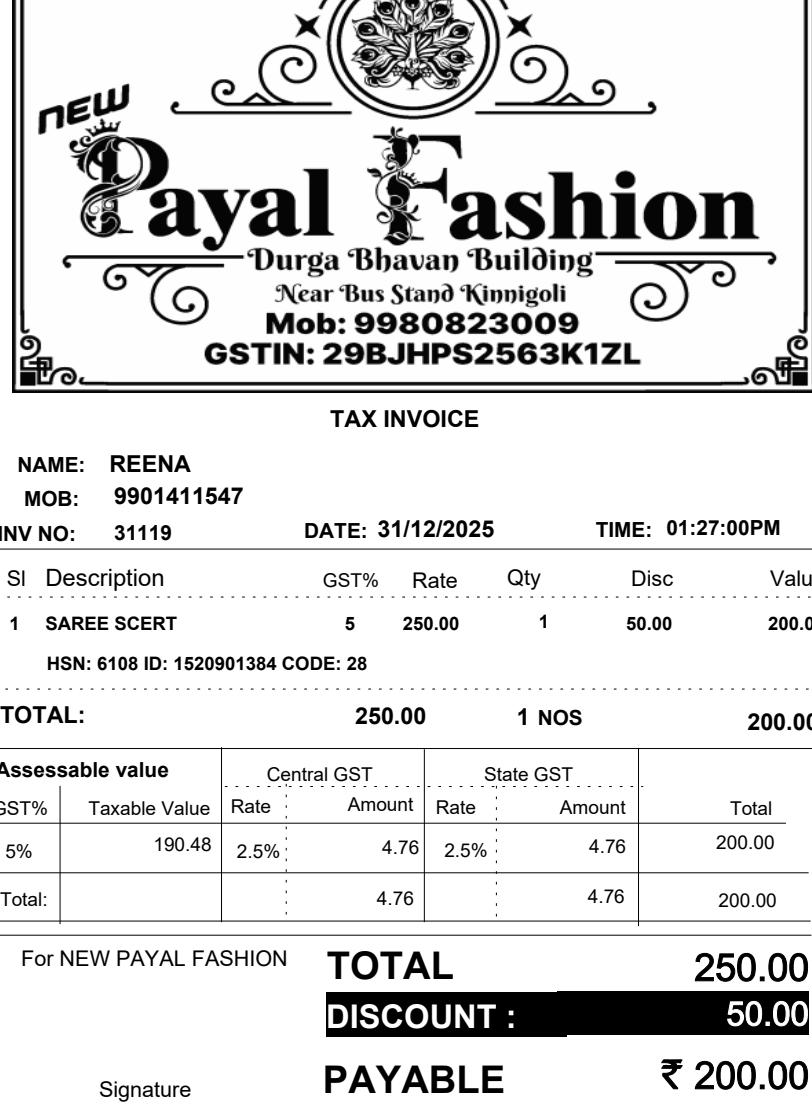 NEW
Payal Fashion
Durga Bhavan Building
Near Bus Stand Kinnigoli
Mob: 9980823009
GSTIN: 29BJHPS2563K1ZL
TAX INVOICE
NAME: REENA
MOB: 9901411547
INV NO: 31119 DATE: 31/12/2025 TIME: 01:27:00PM
Sl Description GST% Rate Qty Disc Valu
1 SAREE SCERT 5 250.00 1 50.00 200.0
HSN: 6108 ID: 1520901384 CODE: 28
TOTAL: 250.00 1 NOS 200.00
Assessable value Central GST State GST
GST% Taxable Value Rate Amount Rate Amount Total
5% 190.48 2.5% 4.76 2.5% 4.76 200.00
Total: 4.76 4.76 200.00
For NEW PAYAL FASHION TOTAL 250.00
DISCOUNT : 50.00
Signature PAYABLE ₹ 200.00